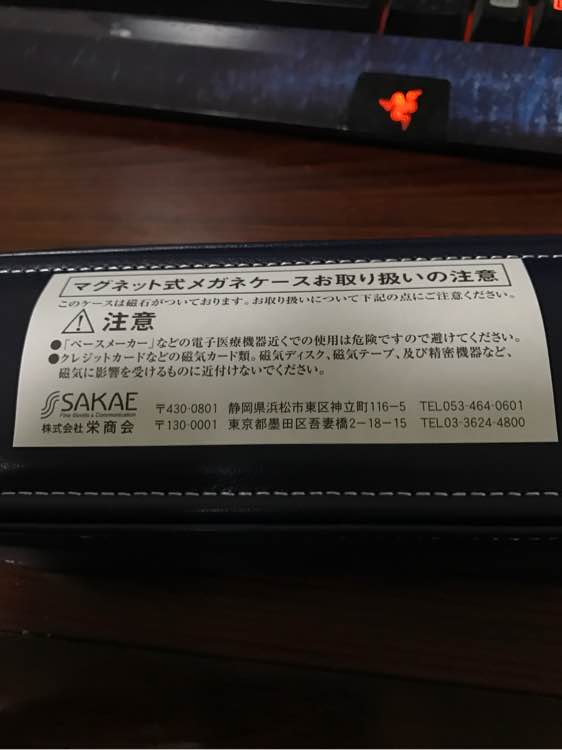 マグネット式メガネケースお取り扱いの注意
このケースは磁石がついております。お取り扱いについて下記の点にご注意ください。
注意
●「ペースメーカー」などの電子医療機器近くでの使用は危険ですので避けてください。
●クレジットカードなどの磁気カード類。磁気ディスク、磁気テープ、及び精密機器など、
磁気に影響を受けるものに近付けないでください。
SAKAE
Fine Goods & Communication
株式会社 栄商会
〒430-0801 静岡県浜松市東区神立町116-5 TEL053-464-0601
〒130-0001 東京都墨田区吾妻橋2-18-15 TEL03-3624-4800